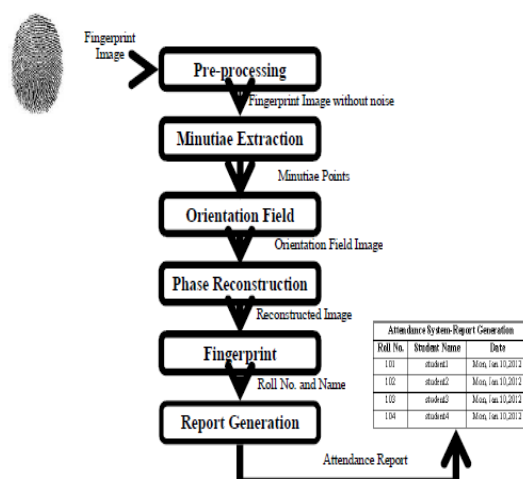 Fingerprint
Image
Pre-processing
Fingerprint Image without noise
Minutiae Extraction
Minutiae Points
Orientation Field
Orientation Field Image
Phase Reconstruction
Reconstructed Image
Fingerprint
Roll No. and Name
Report Generation
Attendance Report
Attendance System-Report Generation
Roll No. Student Name Date
101 student1 Mon, Jan 10,2012
102 student2 Mon, Jan 10,2012
103 student3 Mon, Jan 10,2012
104 student4 Mon, Jan 10,2012